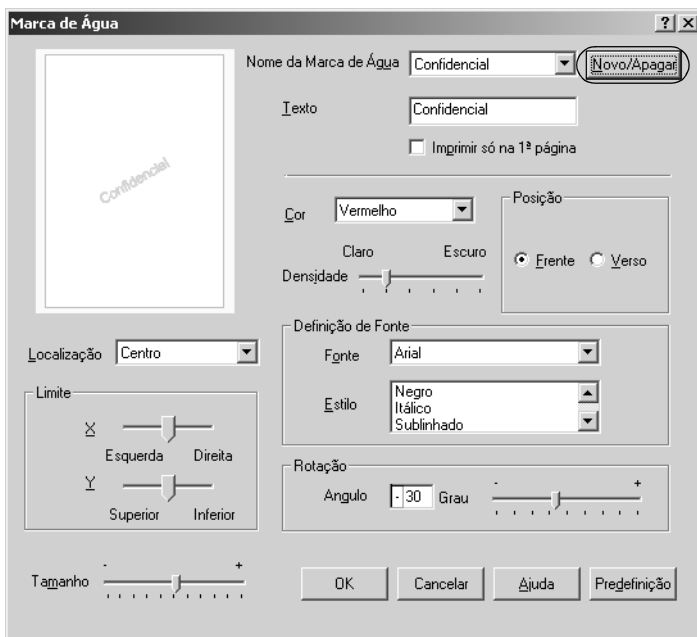 Marca de Água
Nome da Marca de Água Confidencial Novo/Apagar
Texto Confidencial
Imprimir só na 1ª página
Confidencial
Cor Vermelho
Posição
Claro Escuro
Frente Verso
Densidade
Definição de Fonte
Localização Centro
Fonte Arial
Limite
Estilo Negro
Itálico
Sublinhado
X
Esquerda Direita
Rotação
- +
Y
Angulo - 30 Grau
Superior Inferior
- +
Tamanho
OK Cancelar Ajuda Predefinição